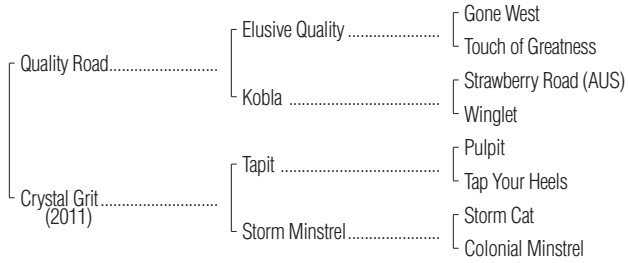 Gone West
Elusive Quality ....................
Touch of Greatness
Quality Road.......................
Strawberry Road (AUS)
Kobla ................................
Winglet
Pulpit
Tapit ..................................
Tap Your Heels
Crystal Grit.........................
(2011)
Storm Cat
Storm Minstrel....................
Colonial Minstrel